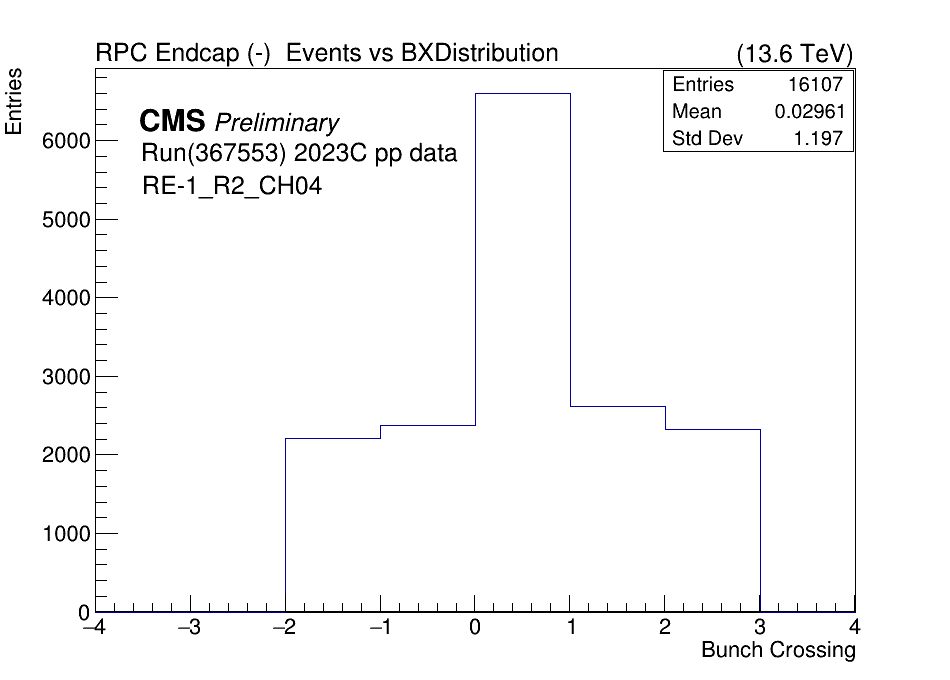 RPC Endcap (-)  Events vs BXDistribution
(13.6 TeV)
Entries
Entries 16107
Mean 0.02961
Std Dev 1.197
CMS Preliminary
Run(367553) 2023C pp data
RE-1_R2_CH04
6000
5000
4000
3000
2000
1000
0
−4 −3 −2 −1 0 1 2 3 4
Bunch Crossing